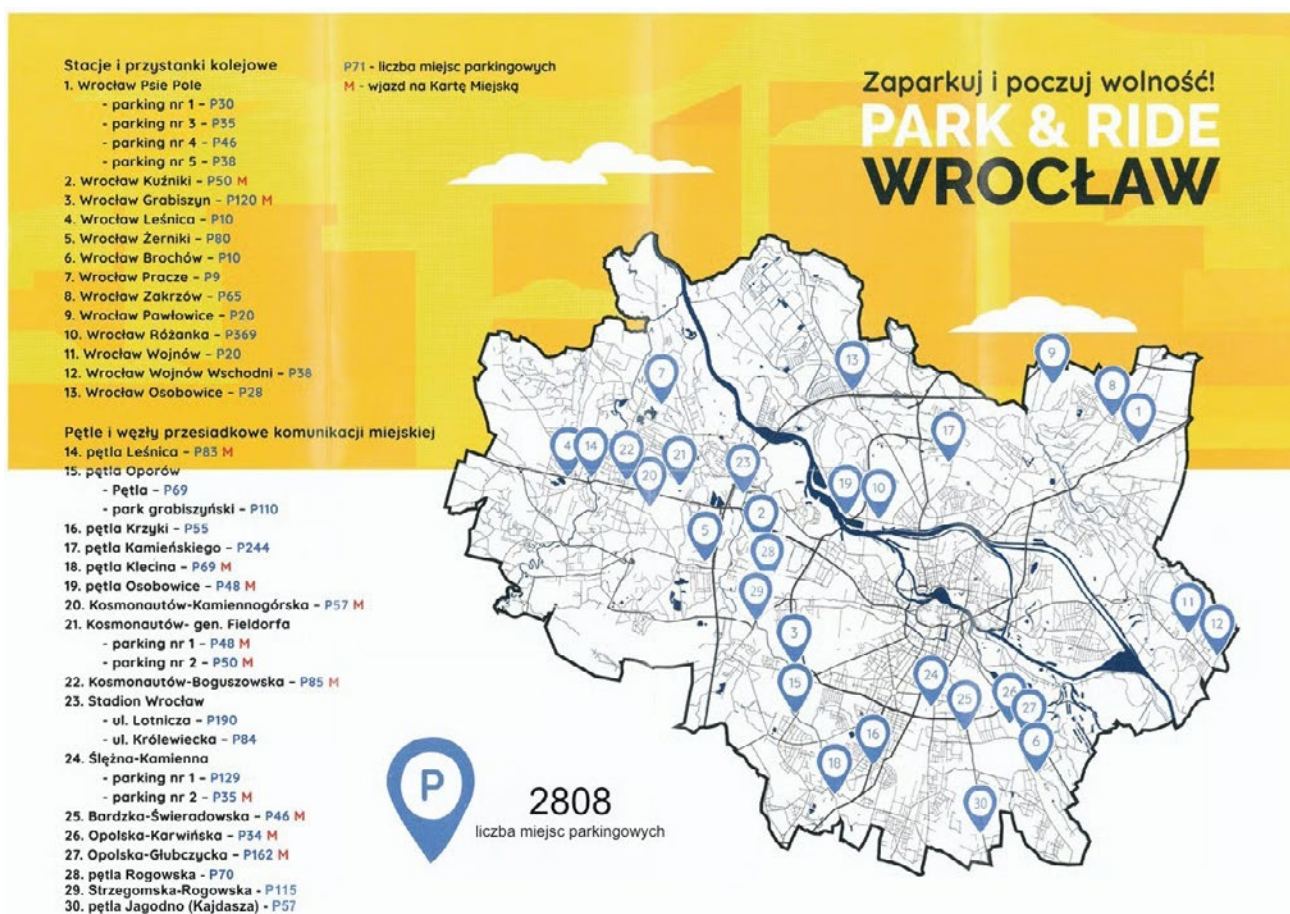 Stacje i przystanki kolejowe
1. Wrocław Psie Pole
- parking nr 1 - P30
- parking nr 3 - P35
- parking nr 4 - P46
- parking nr 5 - P38
2. Wrocław Kuźniki - P50 M
3. Wrocław Grabiszyn - P120 M
4. Wrocław Leśnica - P10
5. Wrocław Żerniki - P80
6. Wrocław Brochów - P10
7. Wrocław Pracze - P9
8. Wrocław Zakrzów - P65
9. Wrocław Pawłowice - P20
10. Wrocław Różanka - P369
11. Wrocław Wojnów - P20
12. Wrocław Wojnów Wschodni - P38
13. Wrocław Osobowice - P28
Pętle i węzły przesiadkowe komunikacji miejskiej
14. pętla Leśnica - P83 M
15. pętla Oporów
- Pętla - P69
- park grabiszyński - P110
16. pętla Krzyki - P55
17. pętla Kamieńskiego - P244
18. pętla Klecina - P69 M
19. pętla Osobowice - P48 M
20. Kosmonautów-Kamiennogórska - P57 M
21. Kosmonautów- gen. Fieldorfa
- parking nr 1 - P48 M
- parking nr 2 - P50 M
22. Kosmonautów-Boguszowska - P85 M
23. Stadion Wrocław
- ul. Lotnicza - P190
- ul. Królewiecka - P84
24. Ślężna-Kamienna
- parking nr 1 - P129
- parking nr 2 - P35 M
25. Bardzka-Świeradowska - P46 M
26. Opolska-Karwińska - P34 M
27. Opolska-Głubczycka - P162 M
28. pętla Rogowska - P70
29. Strzegomska-Rogowska - P115
30. pętla Jagodno (Kajdasza) - P57
P71 - liczba miejsc parkingowych
M - wjazd na Kartę Miejską
Zaparkuj i poczuj wolność!
PARK & RIDE
WROCŁAW
9
13
7
8
1
17
4 14 22 21 23
20
19 10
2
5
28
29
11
12
3
15
24
25
26
27
16
6
18
30
P
2808
liczba miejsc parkingowych